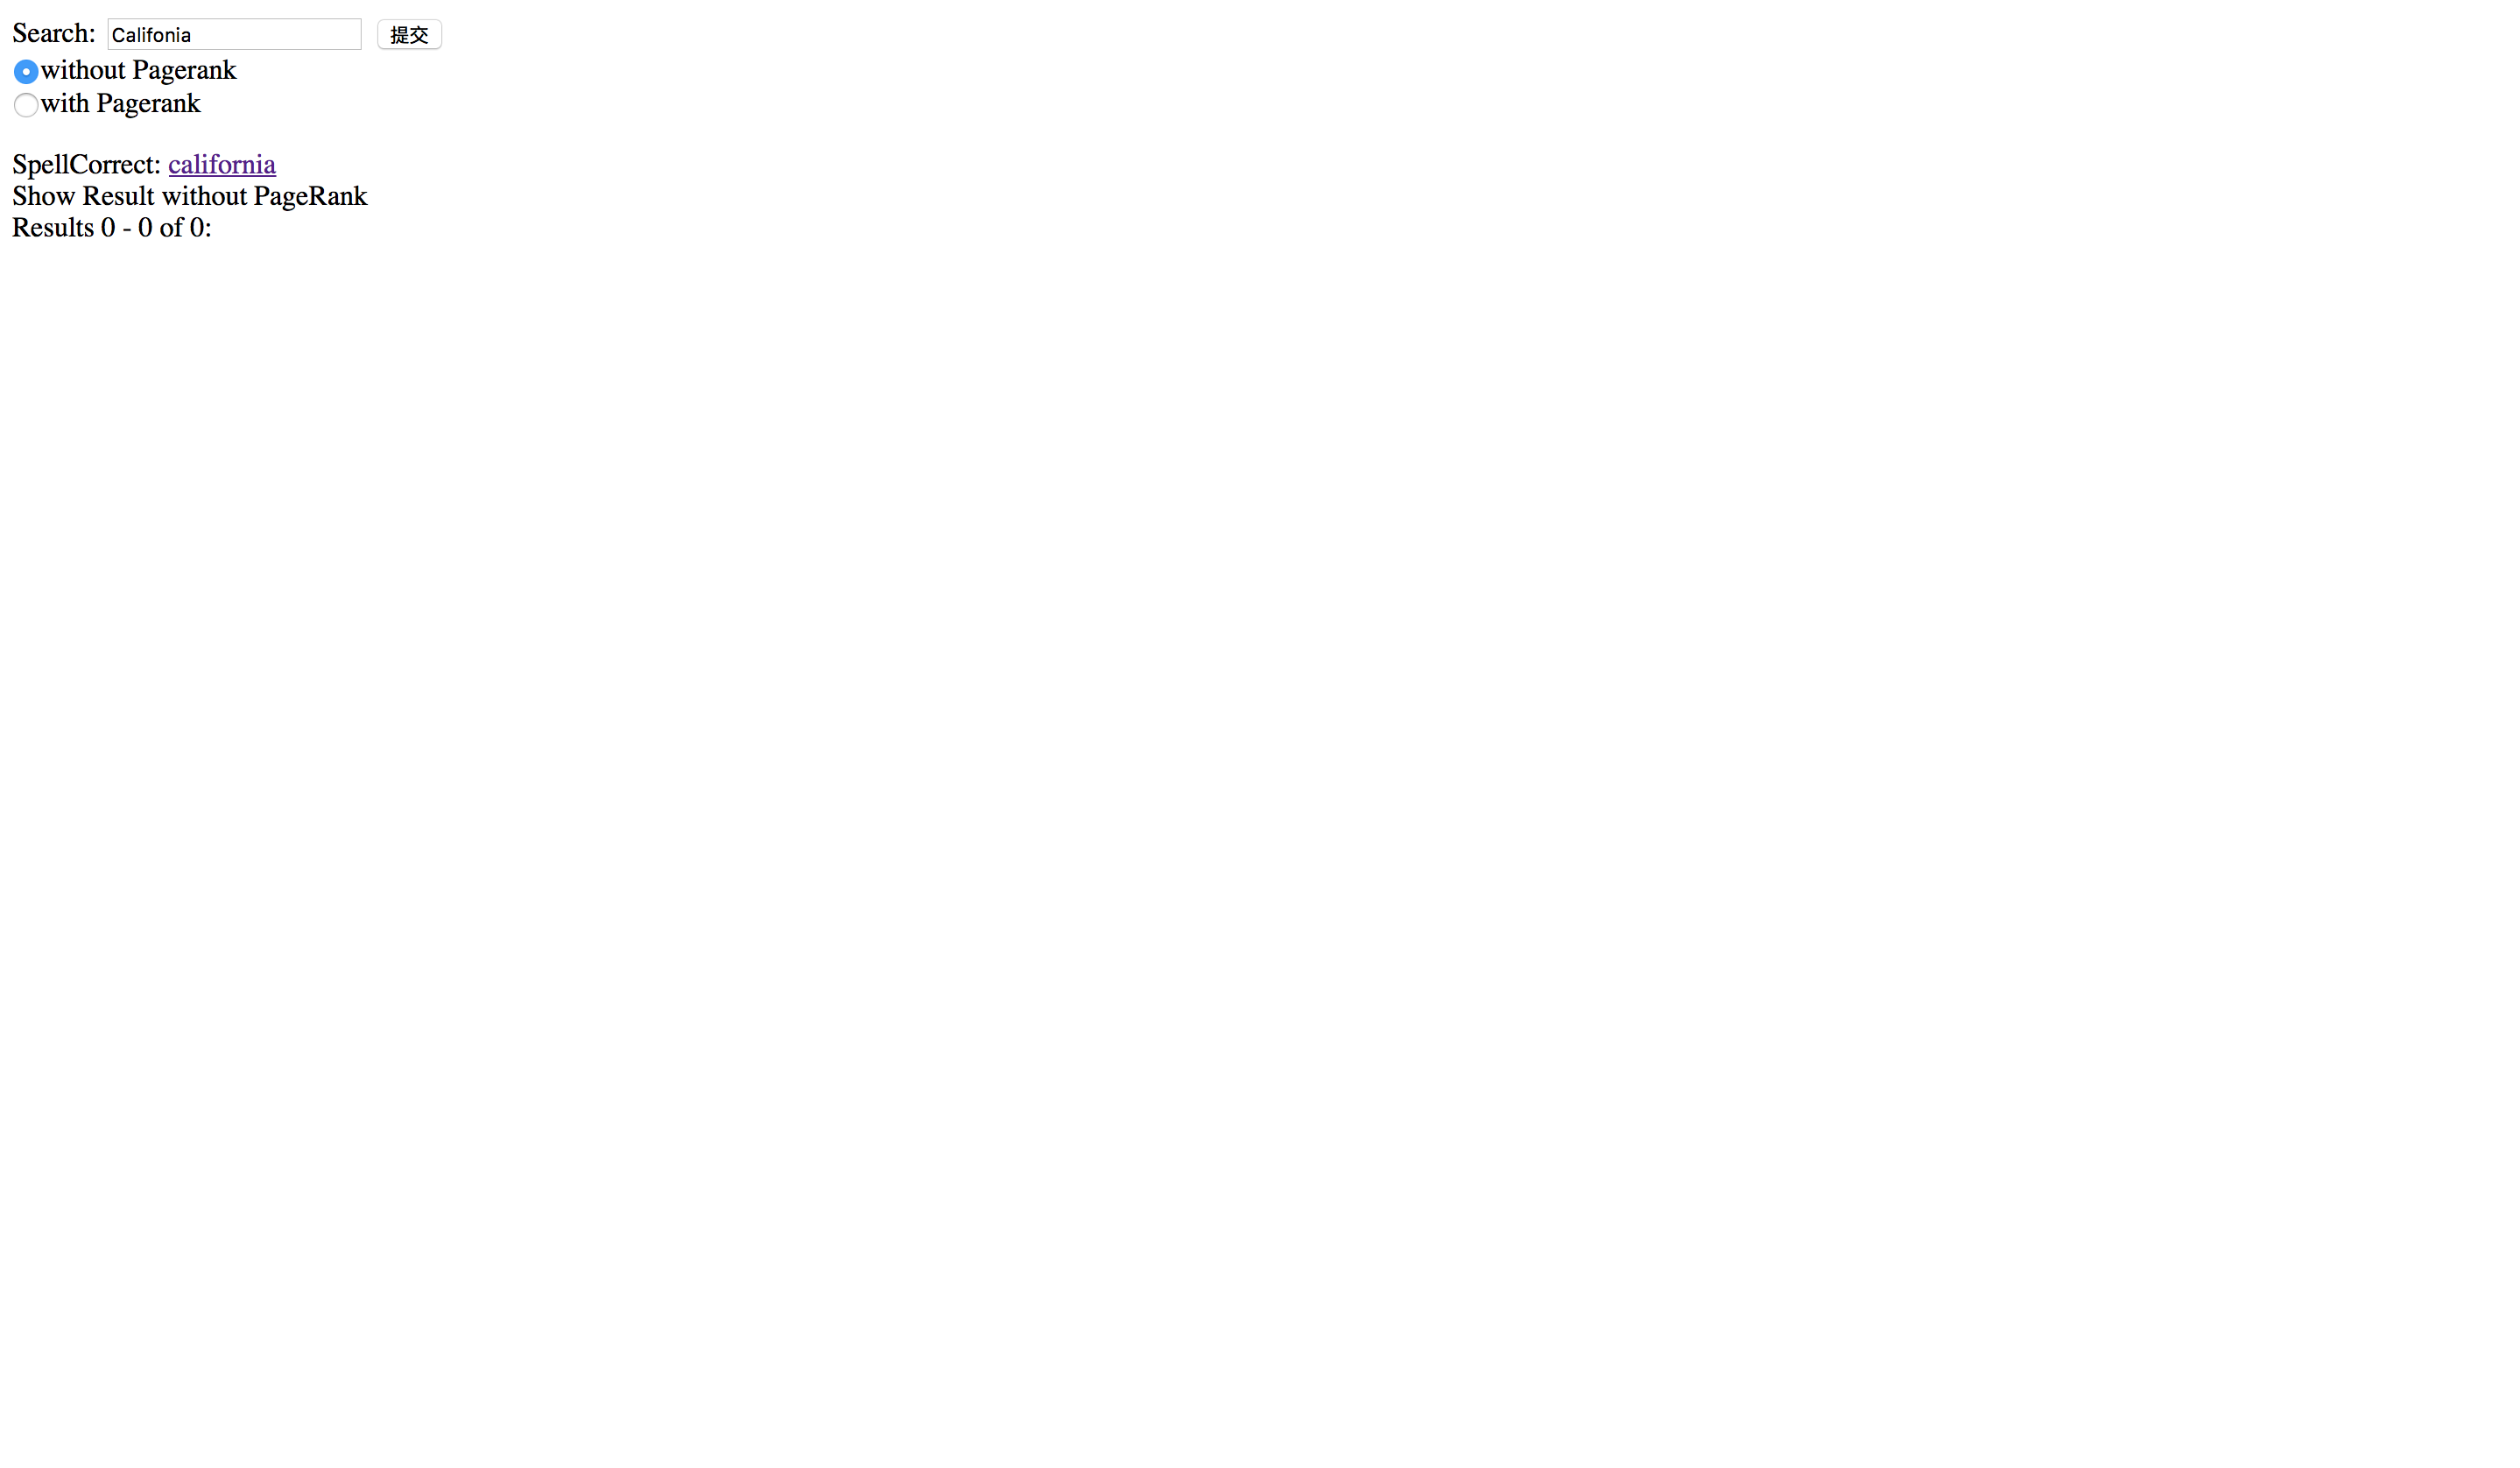 Search: Califonia 提交
without Pagerank
with Pagerank
SpellCorrect: california
Show Result without PageRank
Results 0 - 0 of 0: